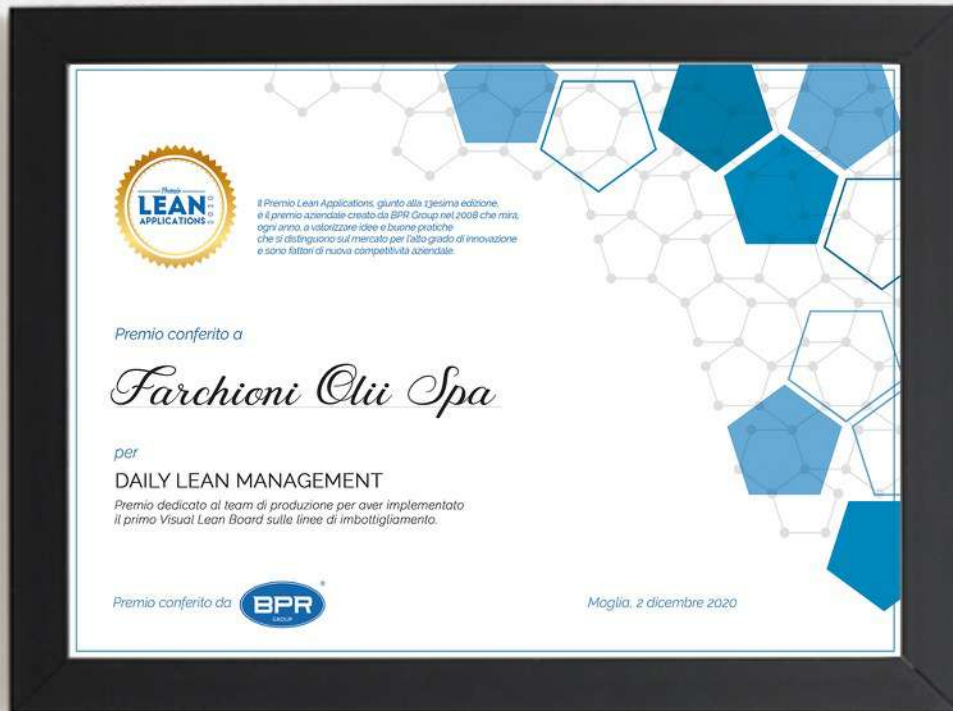 Premio
LEAN
APPLICATIONS
2020
Il Premio Lean Applications, giunto alla 13esima edizione,
è il premio aziendale creato da BPR Group nel 2008 che mira,
ogni anno, a valorizzare idee e buone pratiche
che si distinguono sul mercato per l'alto grado di innovazione
e sono fattori di nuova competitività aziendale.
Premio conferito a
Farchioni Olii Spa
per
DAILY LEAN MANAGEMENT
Premio dedicato al team di produzione per aver implementato
il primo Visual Lean Board sulle linee di imbottigliamento.
Premio conferito da
BPR
®
GROUP
Moglia, 2 dicembre 2020